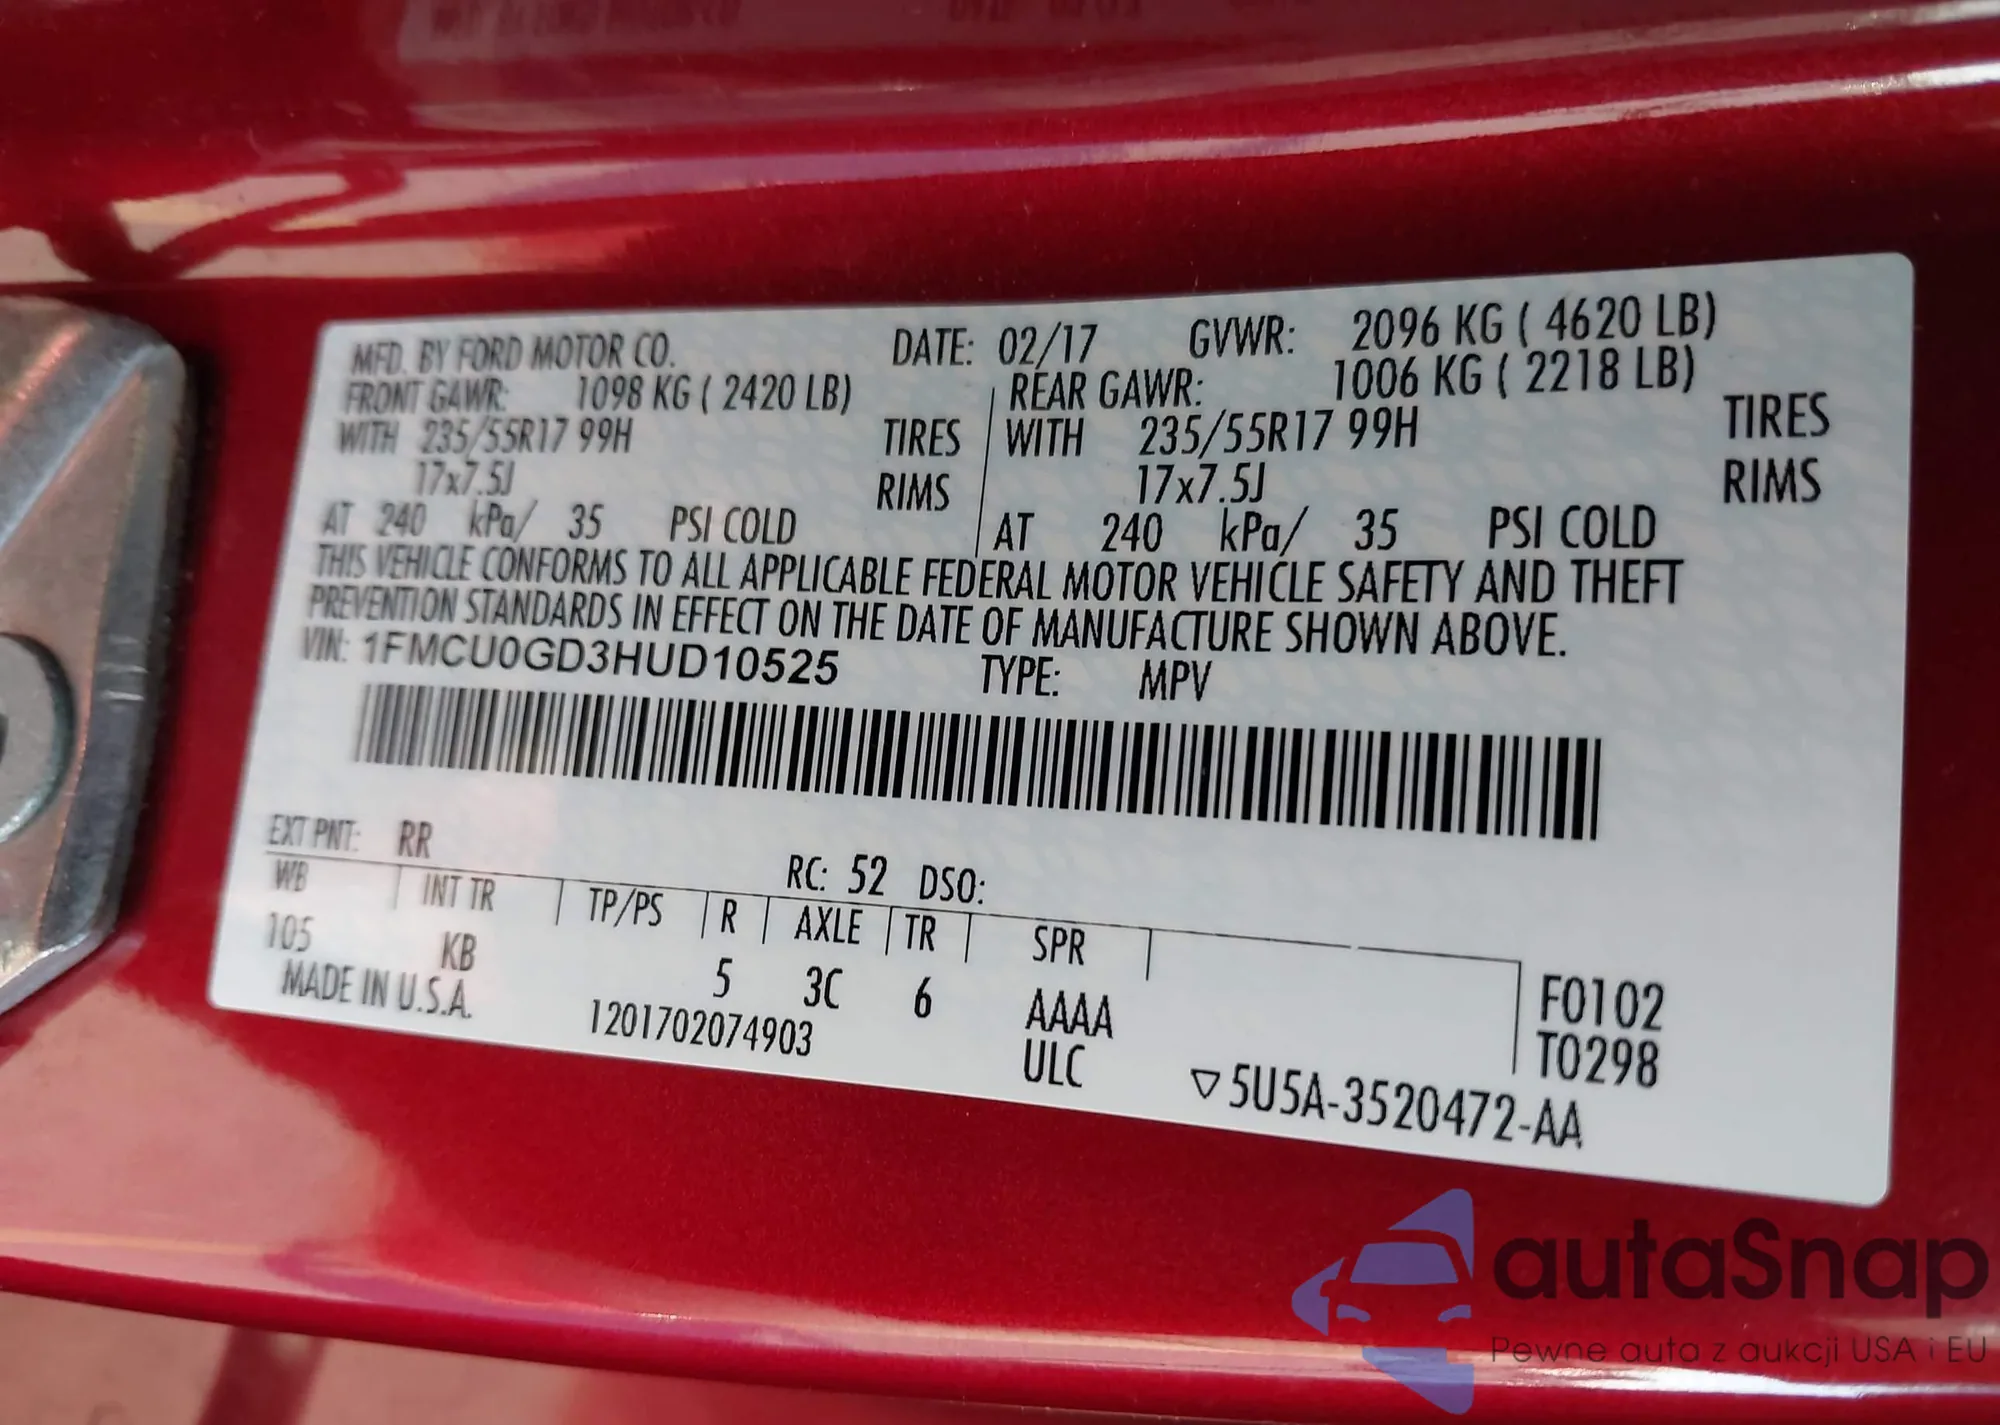 MFD. BY FORD MOTOR CO. DATE: 02/17 GVWR: 2096 KG ( 4620 LB)
FRONT GAWR: 1098 KG ( 2420 LB) REAR GAWR: 1006 KG ( 2218 LB)
WITH 235/55R17 99H TIRES WITH 235/55R17 99H TIRES
17x7.5J RIMS 17x7.5J RIMS
AT 240 kPa/ 35 PSI COLD AT 240 kPa/ 35 PSI COLD
THIS VEHICLE CONFORMS TO ALL APPLICABLE FEDERAL MOTOR VEHICLE SAFETY AND THEFT
PREVENTION STANDARDS IN EFFECT ON THE DATE OF MANUFACTURE SHOWN ABOVE.
VIN: 1FMCU0GD3HUD10525 TYPE: MPV
EXT PNT: RR RC: 52 DSO:
WB INT TR TP/PS R AXLE TR SPR
105 KB 5 3C 6 AAAA F0102
MADE IN U.S.A. 1201702074903 ULC T0298
▽5U5A-3520472-AA
autaSnap
Pewne auta z aukcji USA i EU